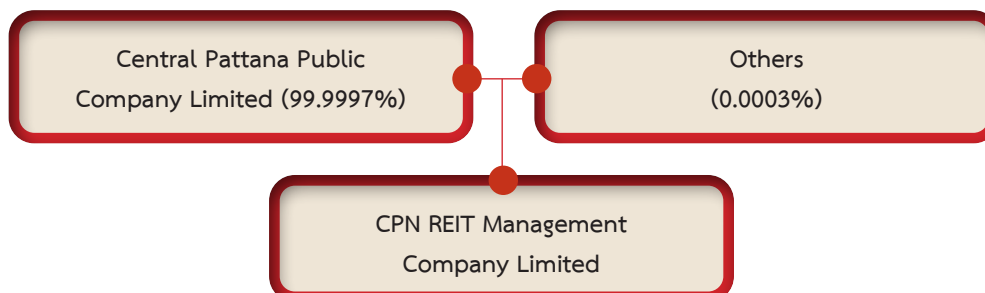 Central Pattana Public
Company Limited (99.9997%)
Others
(0.0003%)
CPN REIT Management
Company Limited